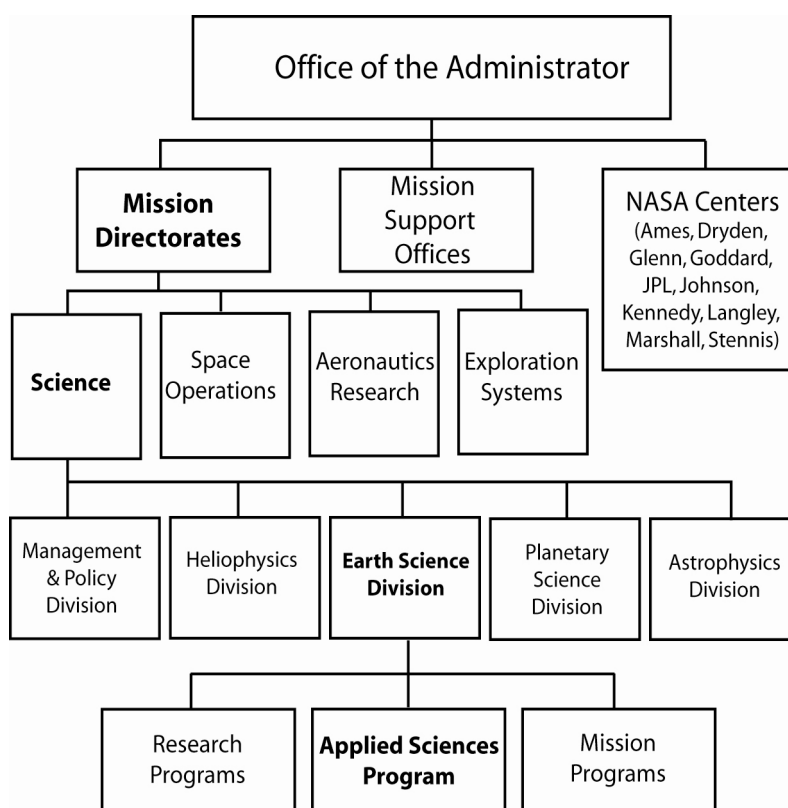 Office of the Administrator
Mission
Directorates
Mission
Support
Offices
NASA Centers
(Ames, Dryden,
Glenn, Goddard,
JPL, Johnson,
Kennedy, Langley,
Marshall, Stennis)
Science
Space
Operations
Aeronautics
Research
Exploration
Systems
Management
& Policy
Division
Heliophysics
Division
Earth Science
Division
Planetary
Science
Division
Astrophysics
Division
Research
Programs
Applied Sciences
Program
Mission
Programs